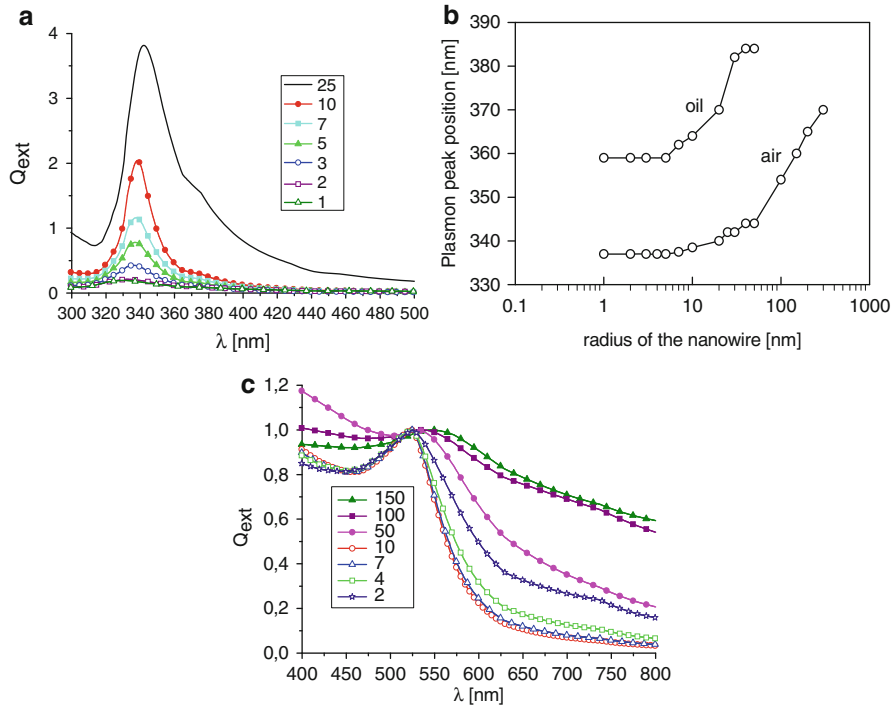 a
4
3
2
1
0
Q_ext
25
10
7
5
3
2
1
300 320 340 360 380 400 420 440 460 480 500
λ [nm]
b
390
380
370
360
350
340
330
Plasmon peak position [nm]
oil
air
0.1 1 10 100 1000
radius of the nanowire [nm]
c
1,2
1,0
0,8
0,6
0,4
0,2
0,0
Q_ext
150
100
50
10
7
4
2
400 450 500 550 600 650 700 750 800
λ [nm]